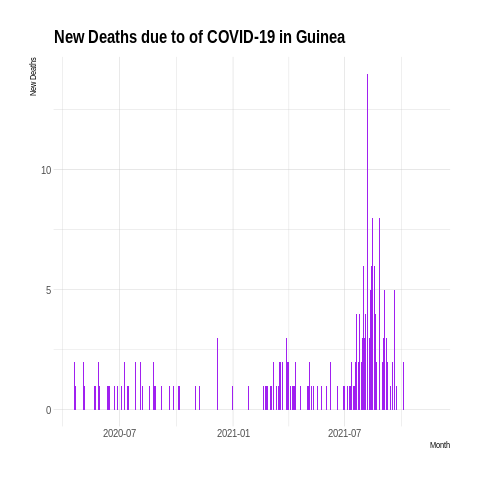 New Deaths due to of COVID-19 in Guinea
New Deaths
10
5
0
2020-07
2021-01
2021-07
Month